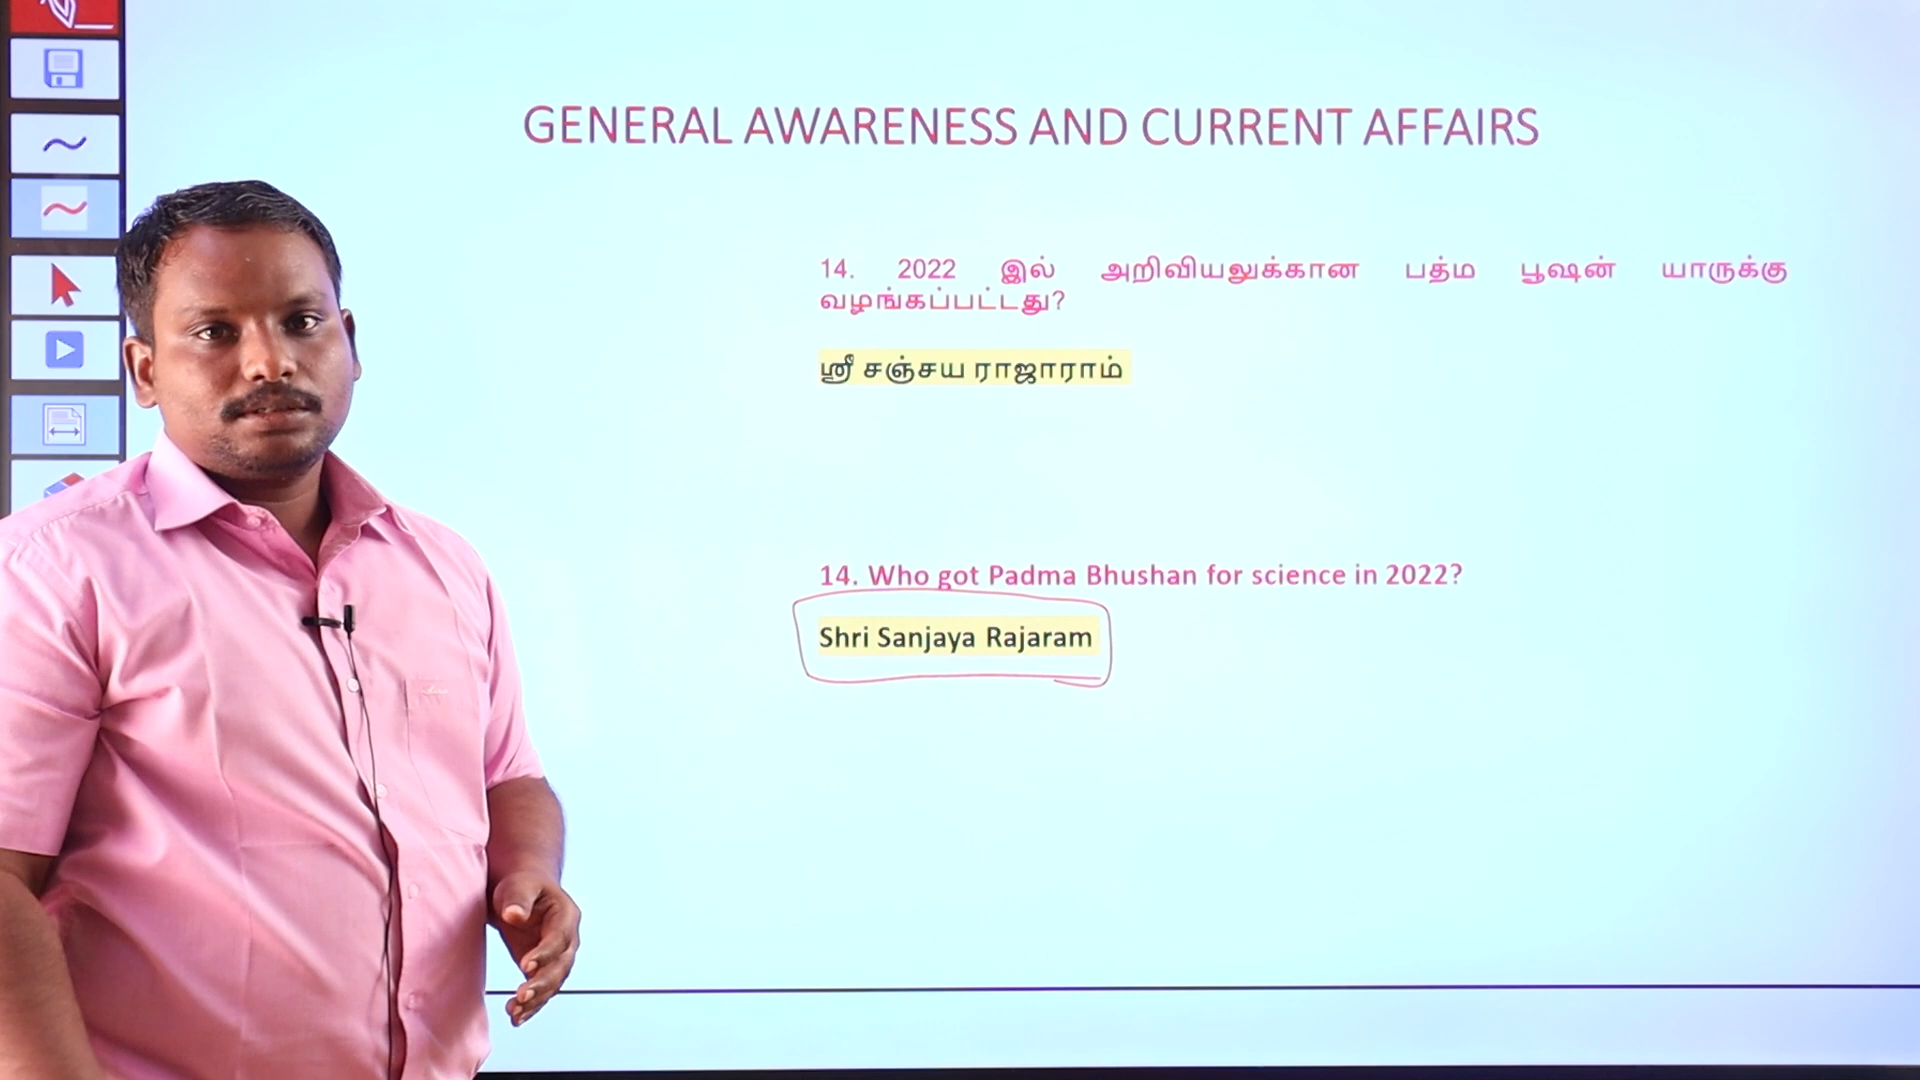 GENERAL AWARENESS AND CURRENT AFFAIRS
14. 2022 இல் அறிவியலுக்கான பத்ம பூஷன் யாருக்கு
வழங்கப்பட்டது?
ஸ்ரீ சஞ்சய ராஜாராம்
14. Who got Padma Bhushan for science in 2022?
Shri Sanjaya Rajaram